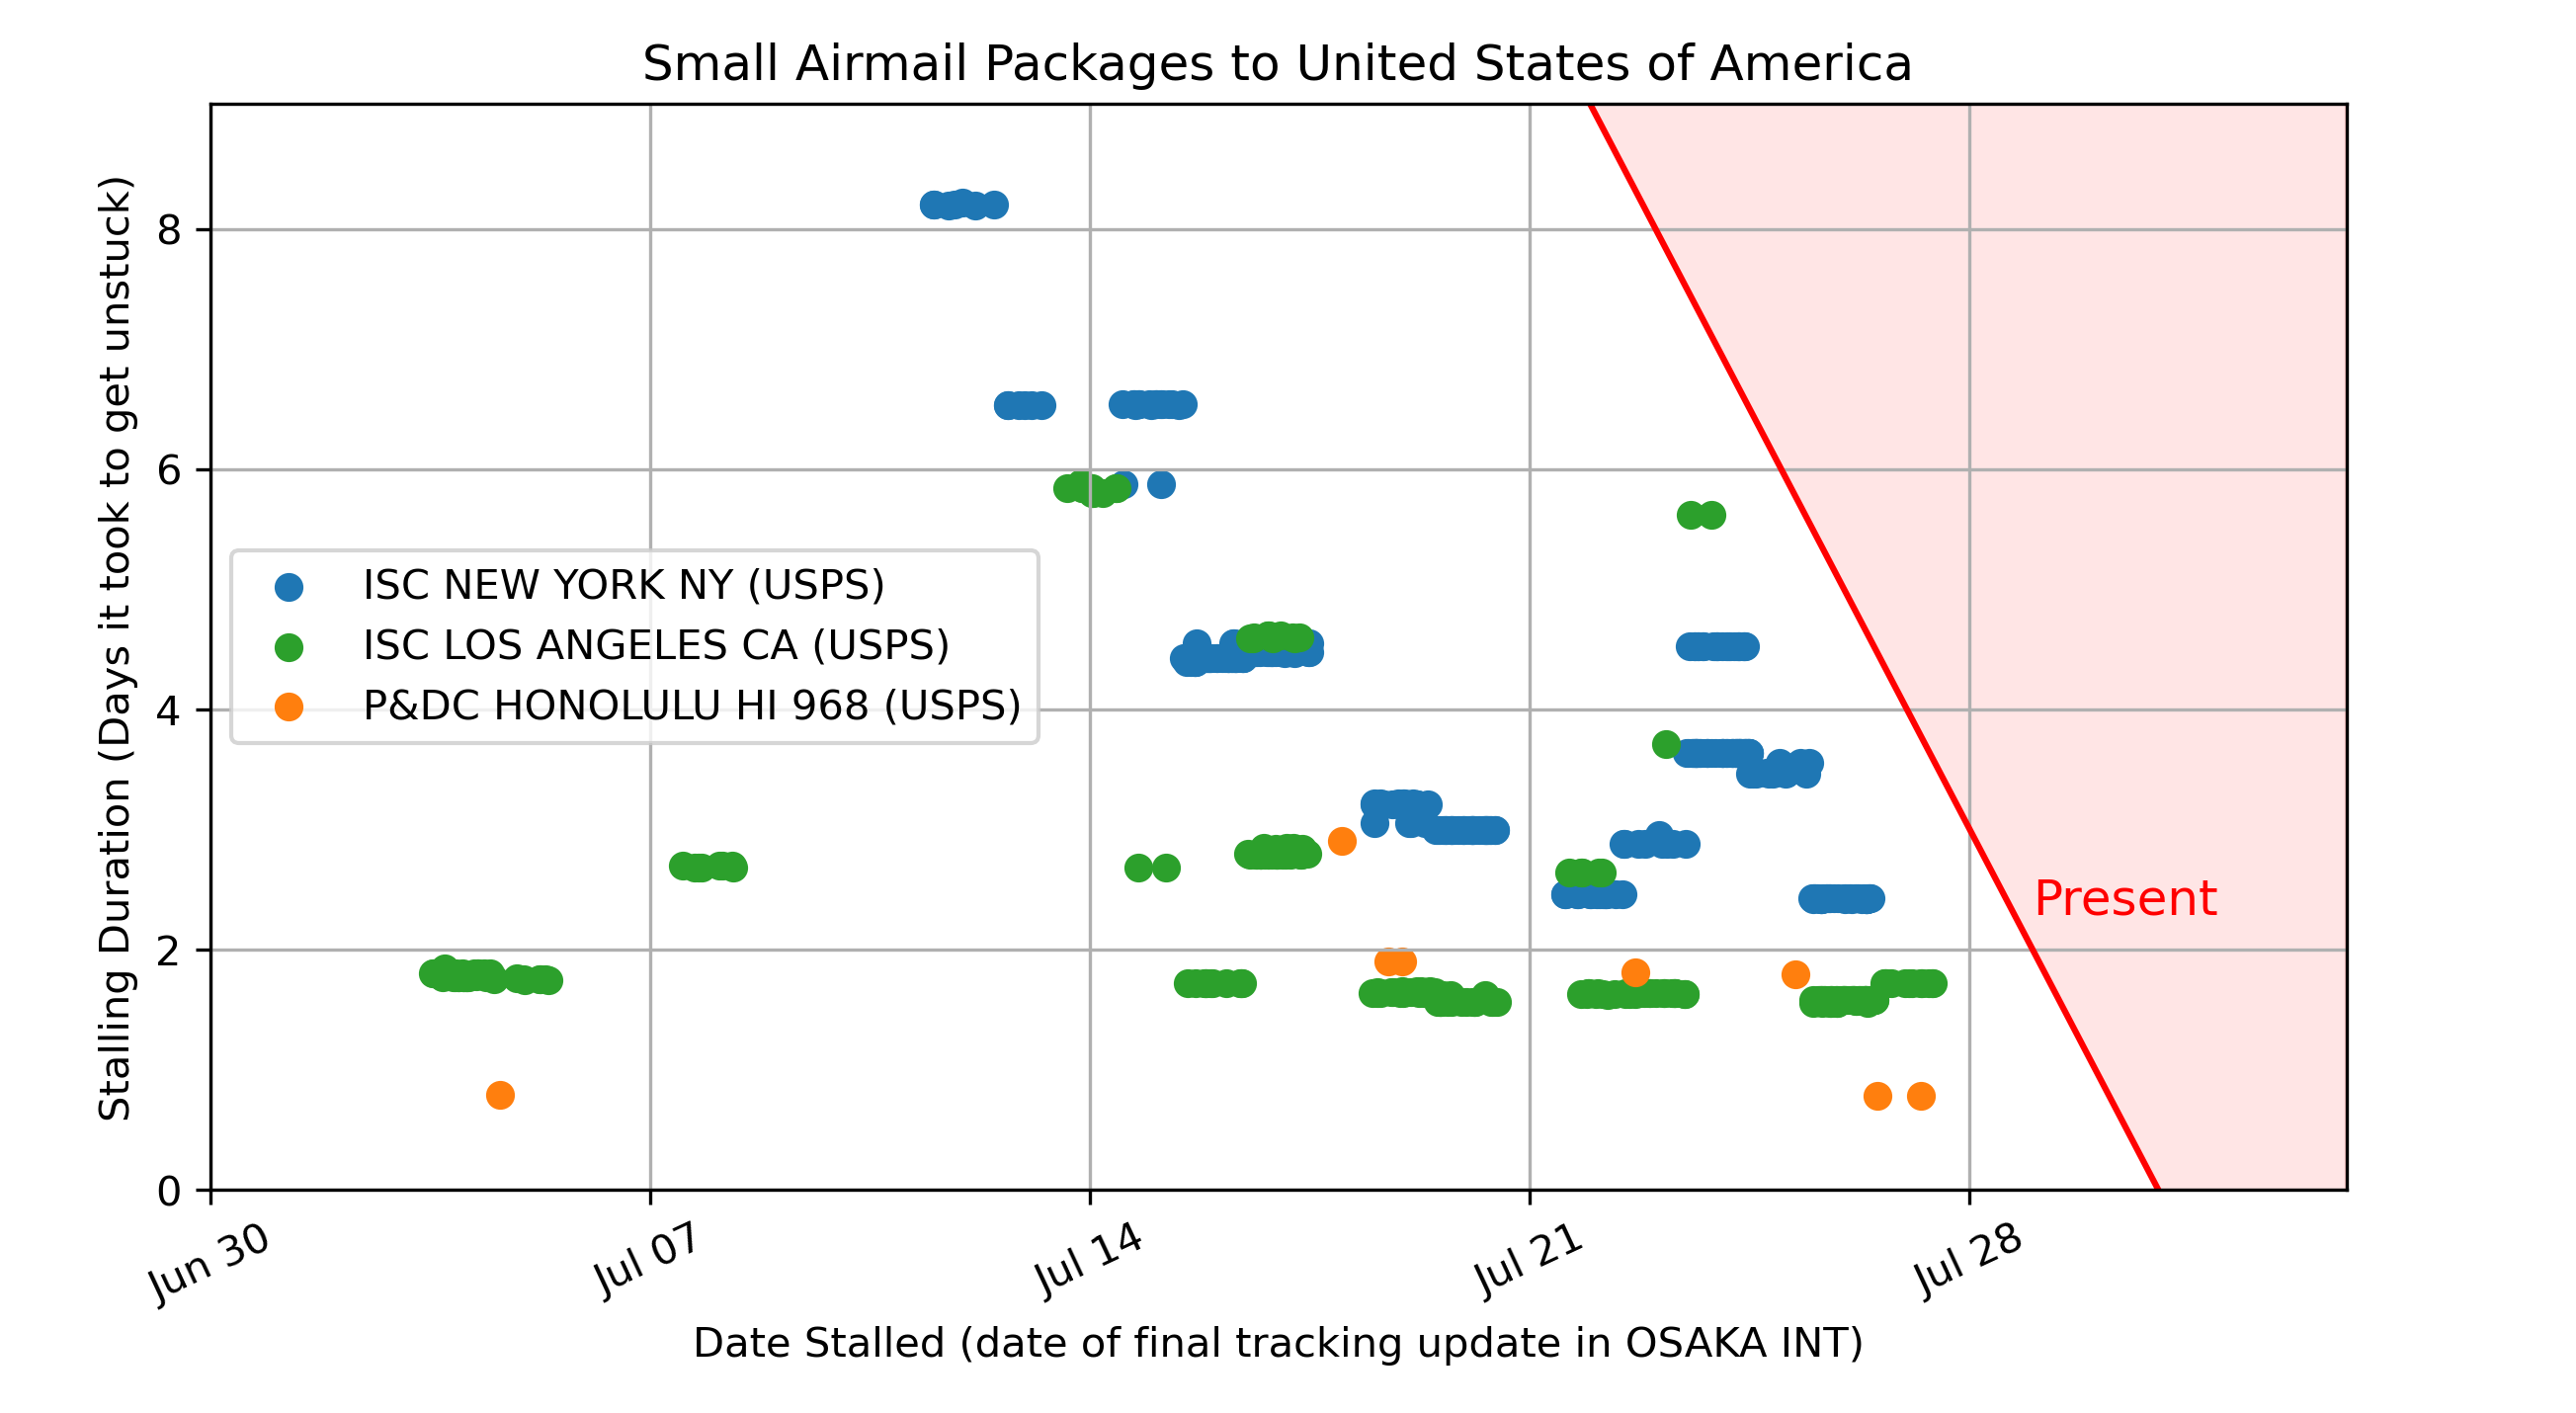 Small Airmail Packages to United States of America
Stalling Duration (Days it took to get unstuck)
8
6
4
2
0
ISC NEW YORK NY (USPS)
ISC LOS ANGELES CA (USPS)
P&DC HONOLULU HI 968 (USPS)
Present
Jun 30
Jul 07
Jul 14
Jul 21
Jul 28
Date Stalled (date of final tracking update in OSAKA INT)